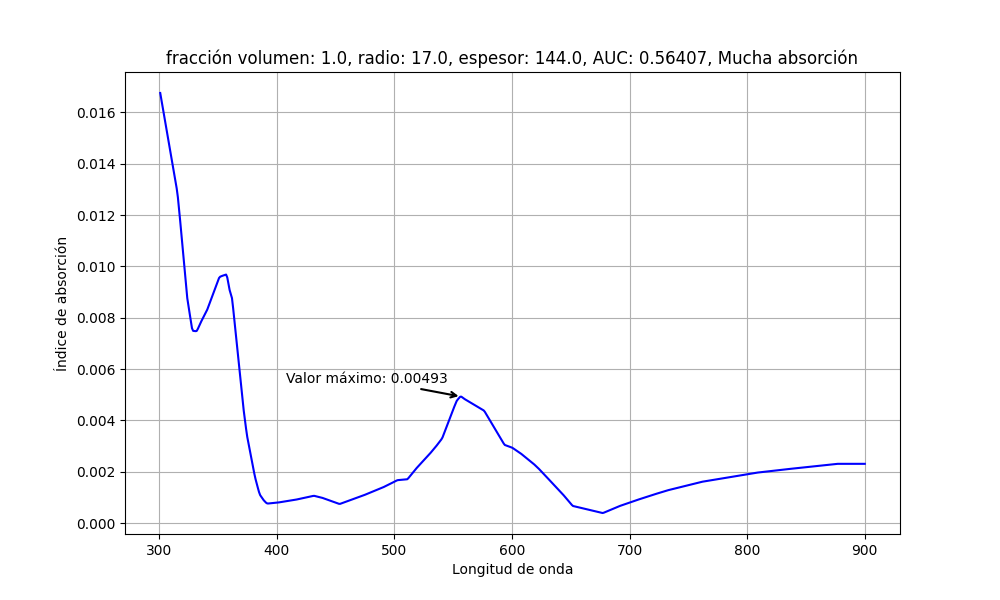 fracción volumen: 1.0, radio: 17.0, espesor: 144.0, AUC: 0.56407, Mucha absorción
Índice de absorción
0.016
0.014
0.012
0.010
0.008
0.006
0.004
0.002
0.000
Valor máximo: 0.00493
300 400 500 600 700 800 900
Longitud de onda